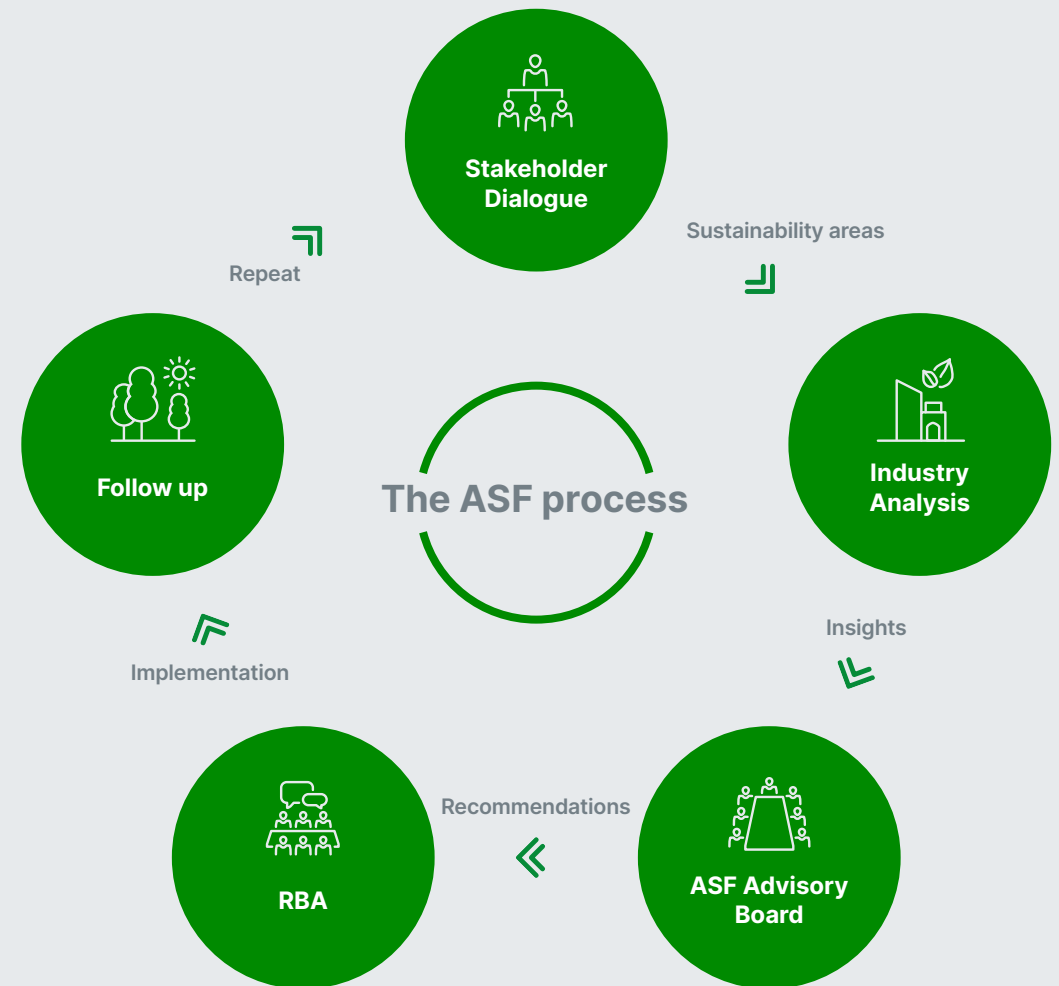 Stakeholder
Dialogue
Sustainability areas
Repeat
Industry
Analysis
Follow up
The ASF process
Insights
Implementation
Recommendations
ASF Advisory
Board
RBA